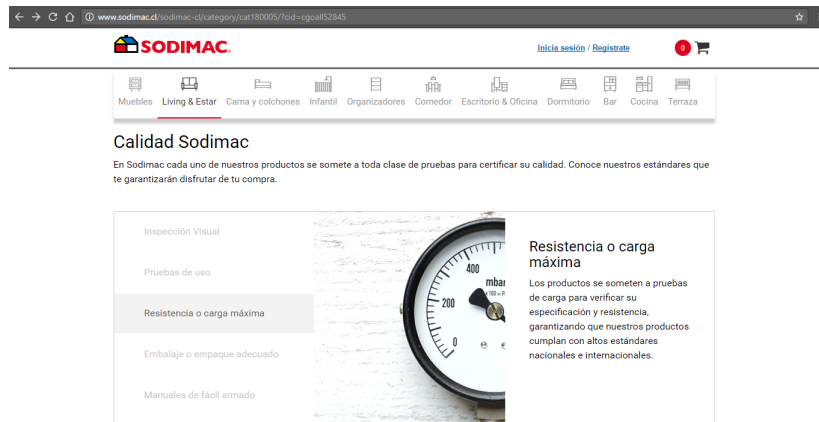 www.sodimac.cl/sodimac-cl/category/cat180005/?cid=cgoall52845
SODIMAC.
Inicia sesión / Regístrate
0
Muebles Living & Estar Cama y colchones Infantil Organizadores Comedor Escritorio & Oficina Dormitorio Bar Cocina Terraza
Calidad Sodimac
En Sodimac cada uno de nuestros productos se somete a toda clase de pruebas para certificar su calidad. Conoce nuestros estándares que
te garantizarán disfrutar de tu compra.
Inspección Visual
Pruebas de uso
Resistencia o carga máxima
Embalaje o empaque adecuado
Manuales de fácil armado
400
mbar
200
0
Resistencia o carga
máxima
Los productos se someten a pruebas
de carga para verificar su
especificación y resistencia,
garantizando que nuestros productos
cumplan con altos estándares
nacionales e internacionales.